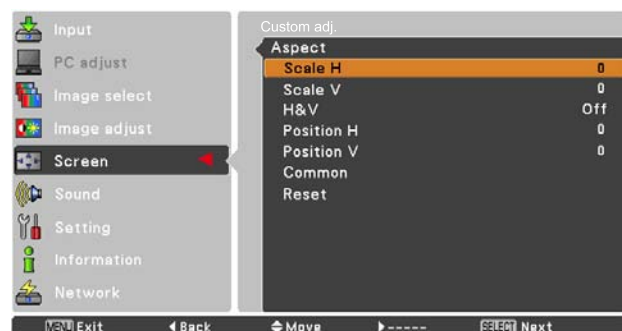 Input
PC adjust
Image select
Image adjust
Screen
Sound
Setting
Information
Network
Custom adj.
Aspect
Scale H 0
Scale V 0
H&V Off
Position H 0
Position V 0
Common
Reset
MENU Exit ◄Back Move ►----- SELECT Next